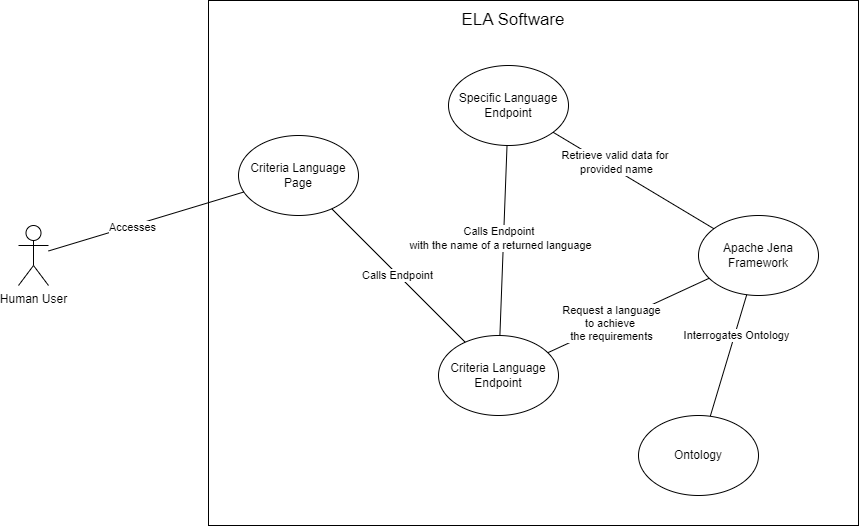 ELA Software
Specific Language
Endpoint
Retrieve valid data for
provided name
Criteria Language
Page
Accesses
Calls Endpoint
with the name of a returned language
Apache Jena
Framework
Human User
Calls Endpoint
Request a language
to achieve
the requirements
Interrogates Ontology
Criteria Language
Endpoint
Ontology